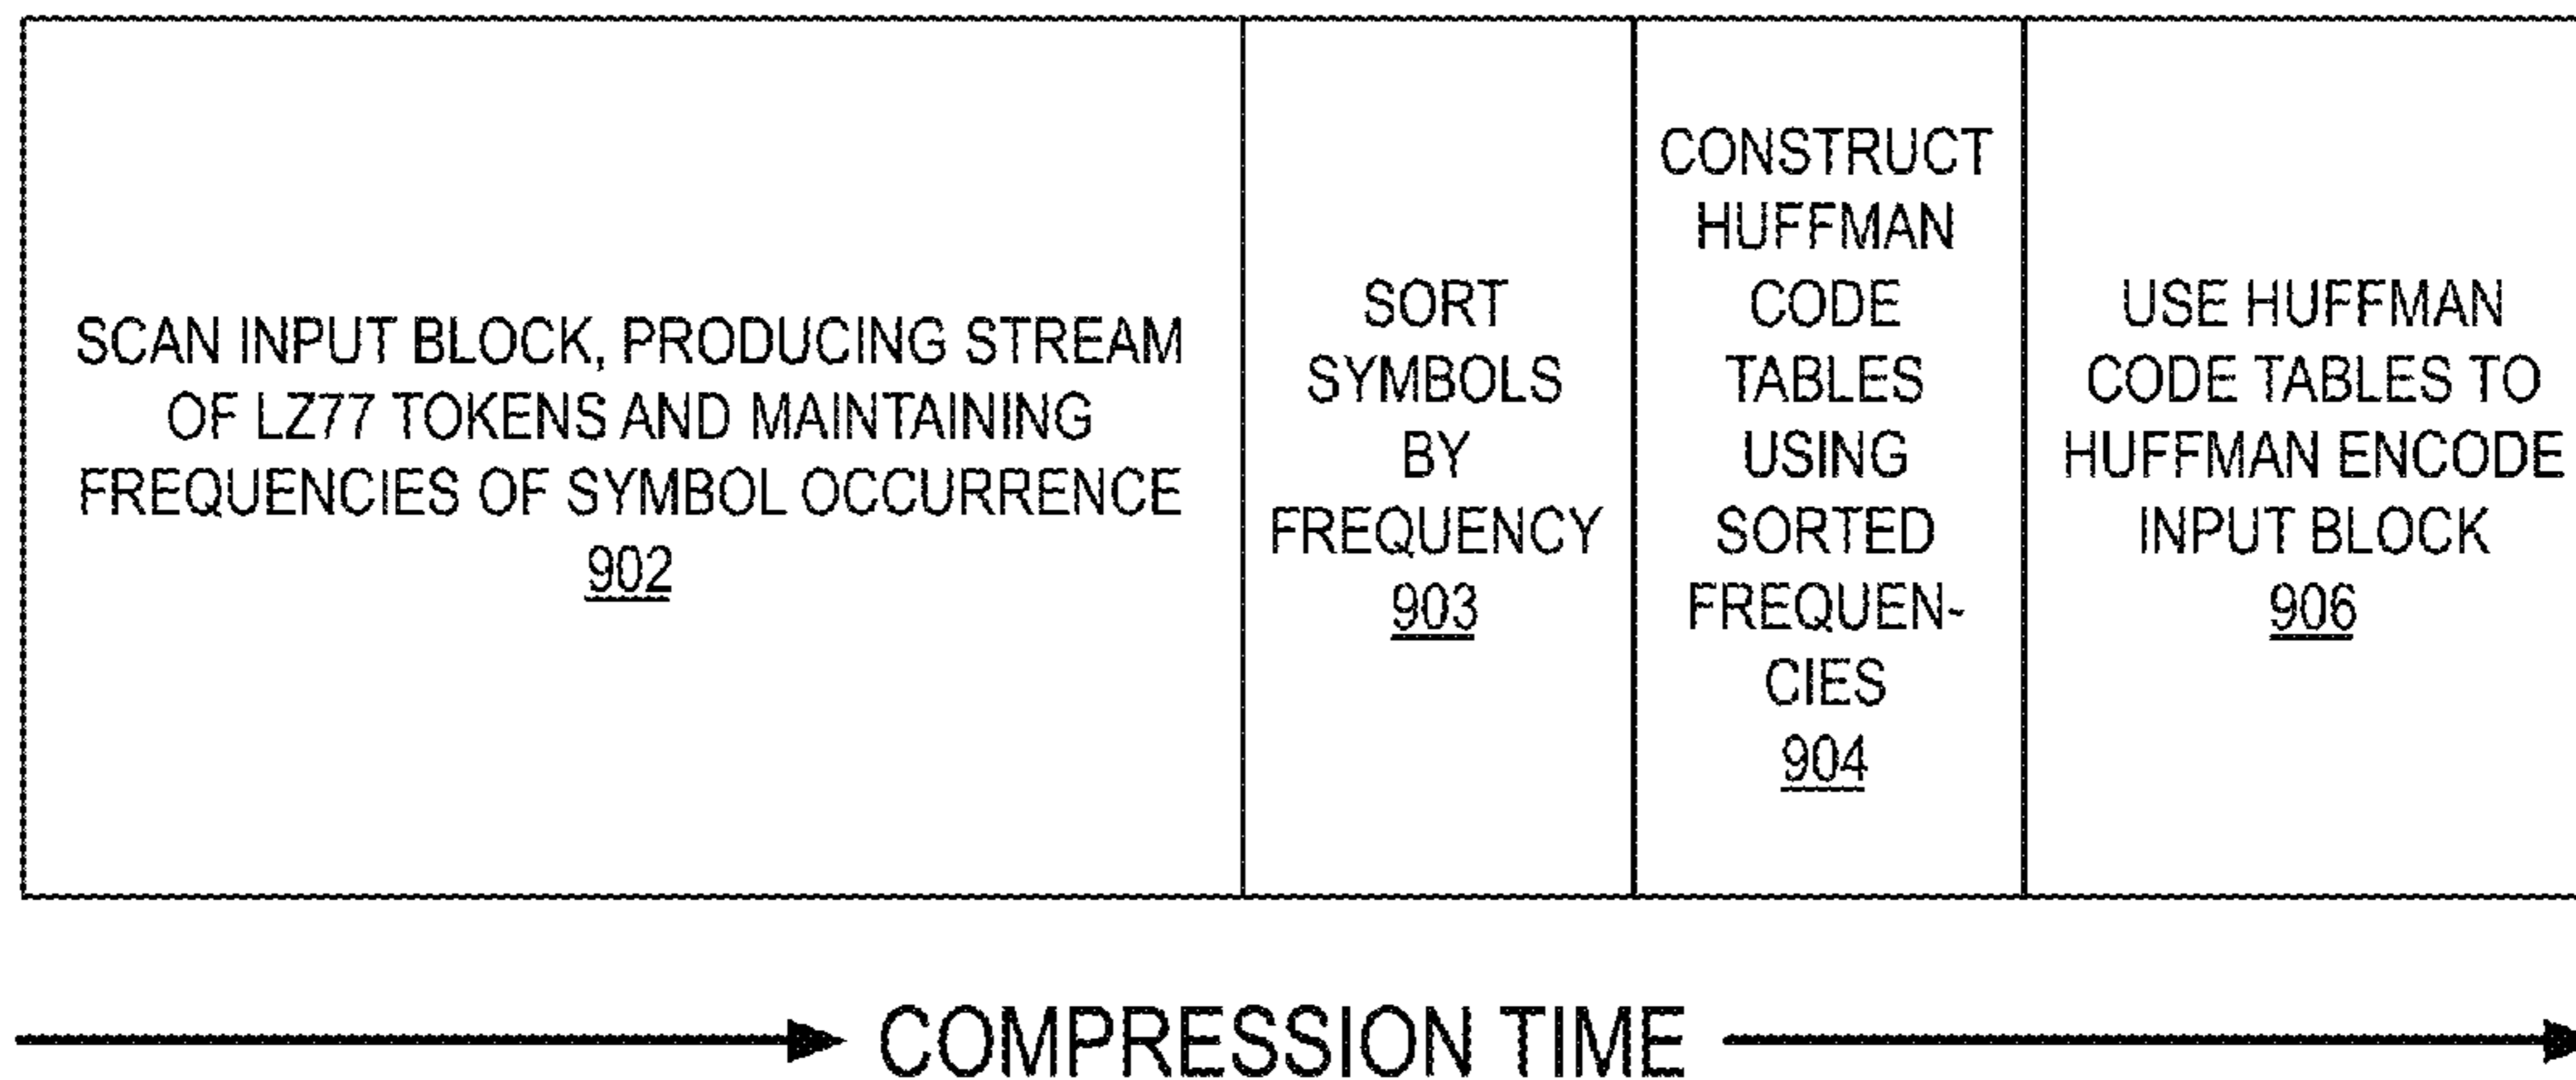 SCAN INPUT BLOCK, PRODUCING STREAM
OF LZ77 TOKENS AND MAINTAINING
FREQUENCIES OF SYMBOL OCCURRENCE
902
SORT
SYMBOLS
BY
FREQUENCY
903
CONSTRUCT
HUFFMAN
CODE
TABLES
USING
SORTED
FREQUEN-
CIES
904
USE HUFFMAN
CODE TABLES TO
HUFFMAN ENCODE
INPUT BLOCK
906
COMPRESSION TIME